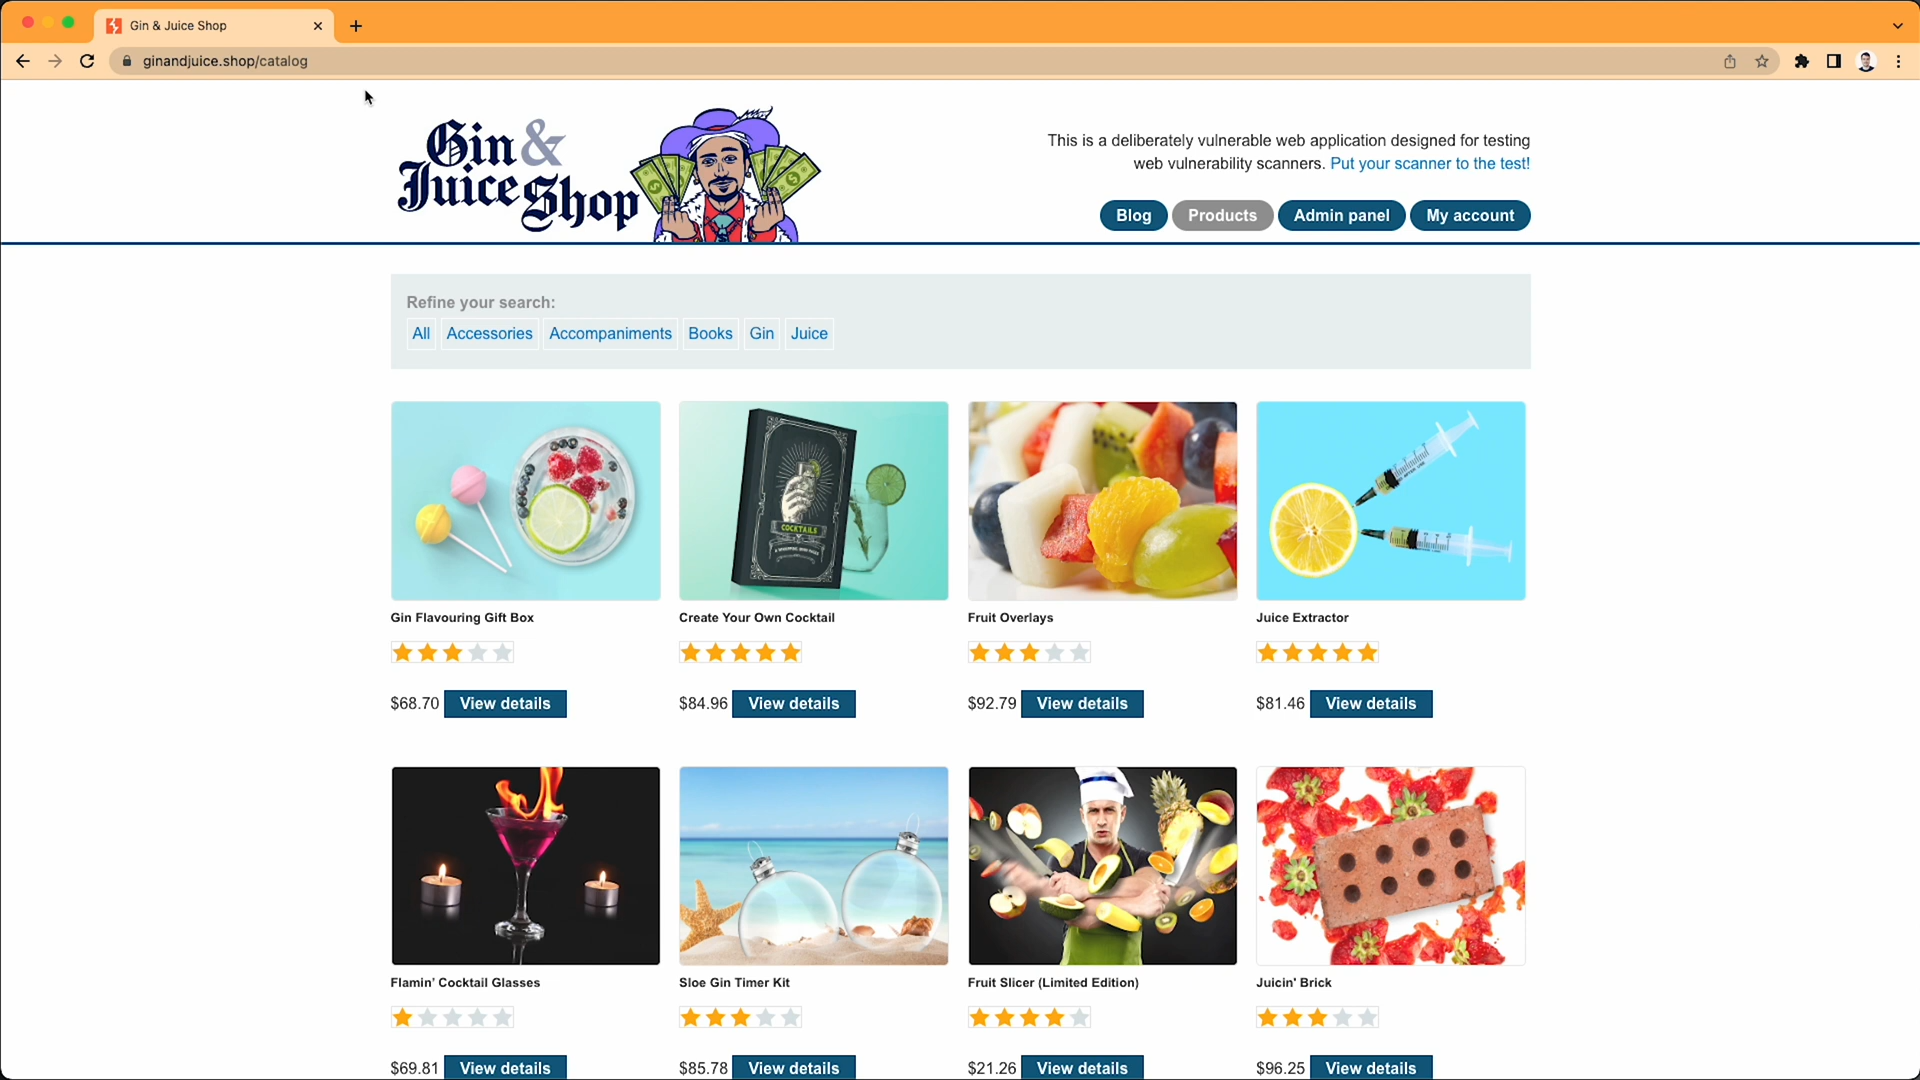 Gin & Juice Shop
ginandjuice.shop/catalog
Gin &
Juice Shop
This is a deliberately vulnerable web application designed for testing
web vulnerability scanners. Put your scanner to the test!
Blog Products Admin panel My account
Refine your search:
All Accessories Accompaniments Books Gin Juice
COCKTAILS
Gin Flavouring Gift Box Create Your Own Cocktail Fruit Overlays Juice Extractor
$68.70 View details $84.96 View details $92.79 View details $81.46 View details
Flamin' Cocktail Glasses Sloe Gin Timer Kit Fruit Slicer (Limited Edition) Juicin' Brick
$69.81 View details $85.78 View details $21.26 View details $96.25 View details